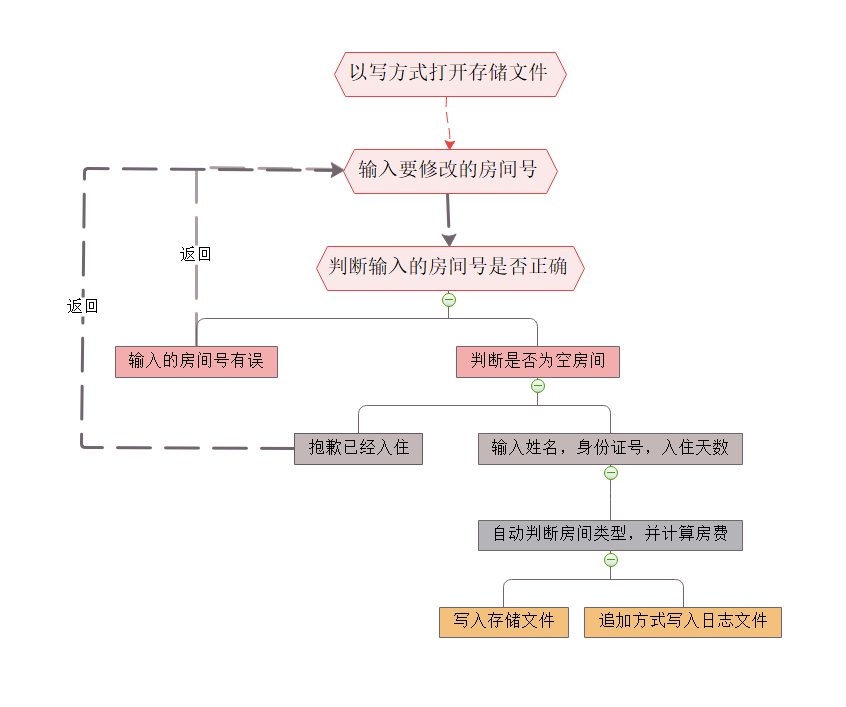 以写方式打开存储文件
输入要修改的房间号
返回
判断输入的房间号是否正确
返回
输入的房间号有误
判断是否为空房间
抱歉已经入住
输入姓名，身份证号，入住天数
自动判断房间类型，并计算房费
写入存储文件
追加方式写入日志文件